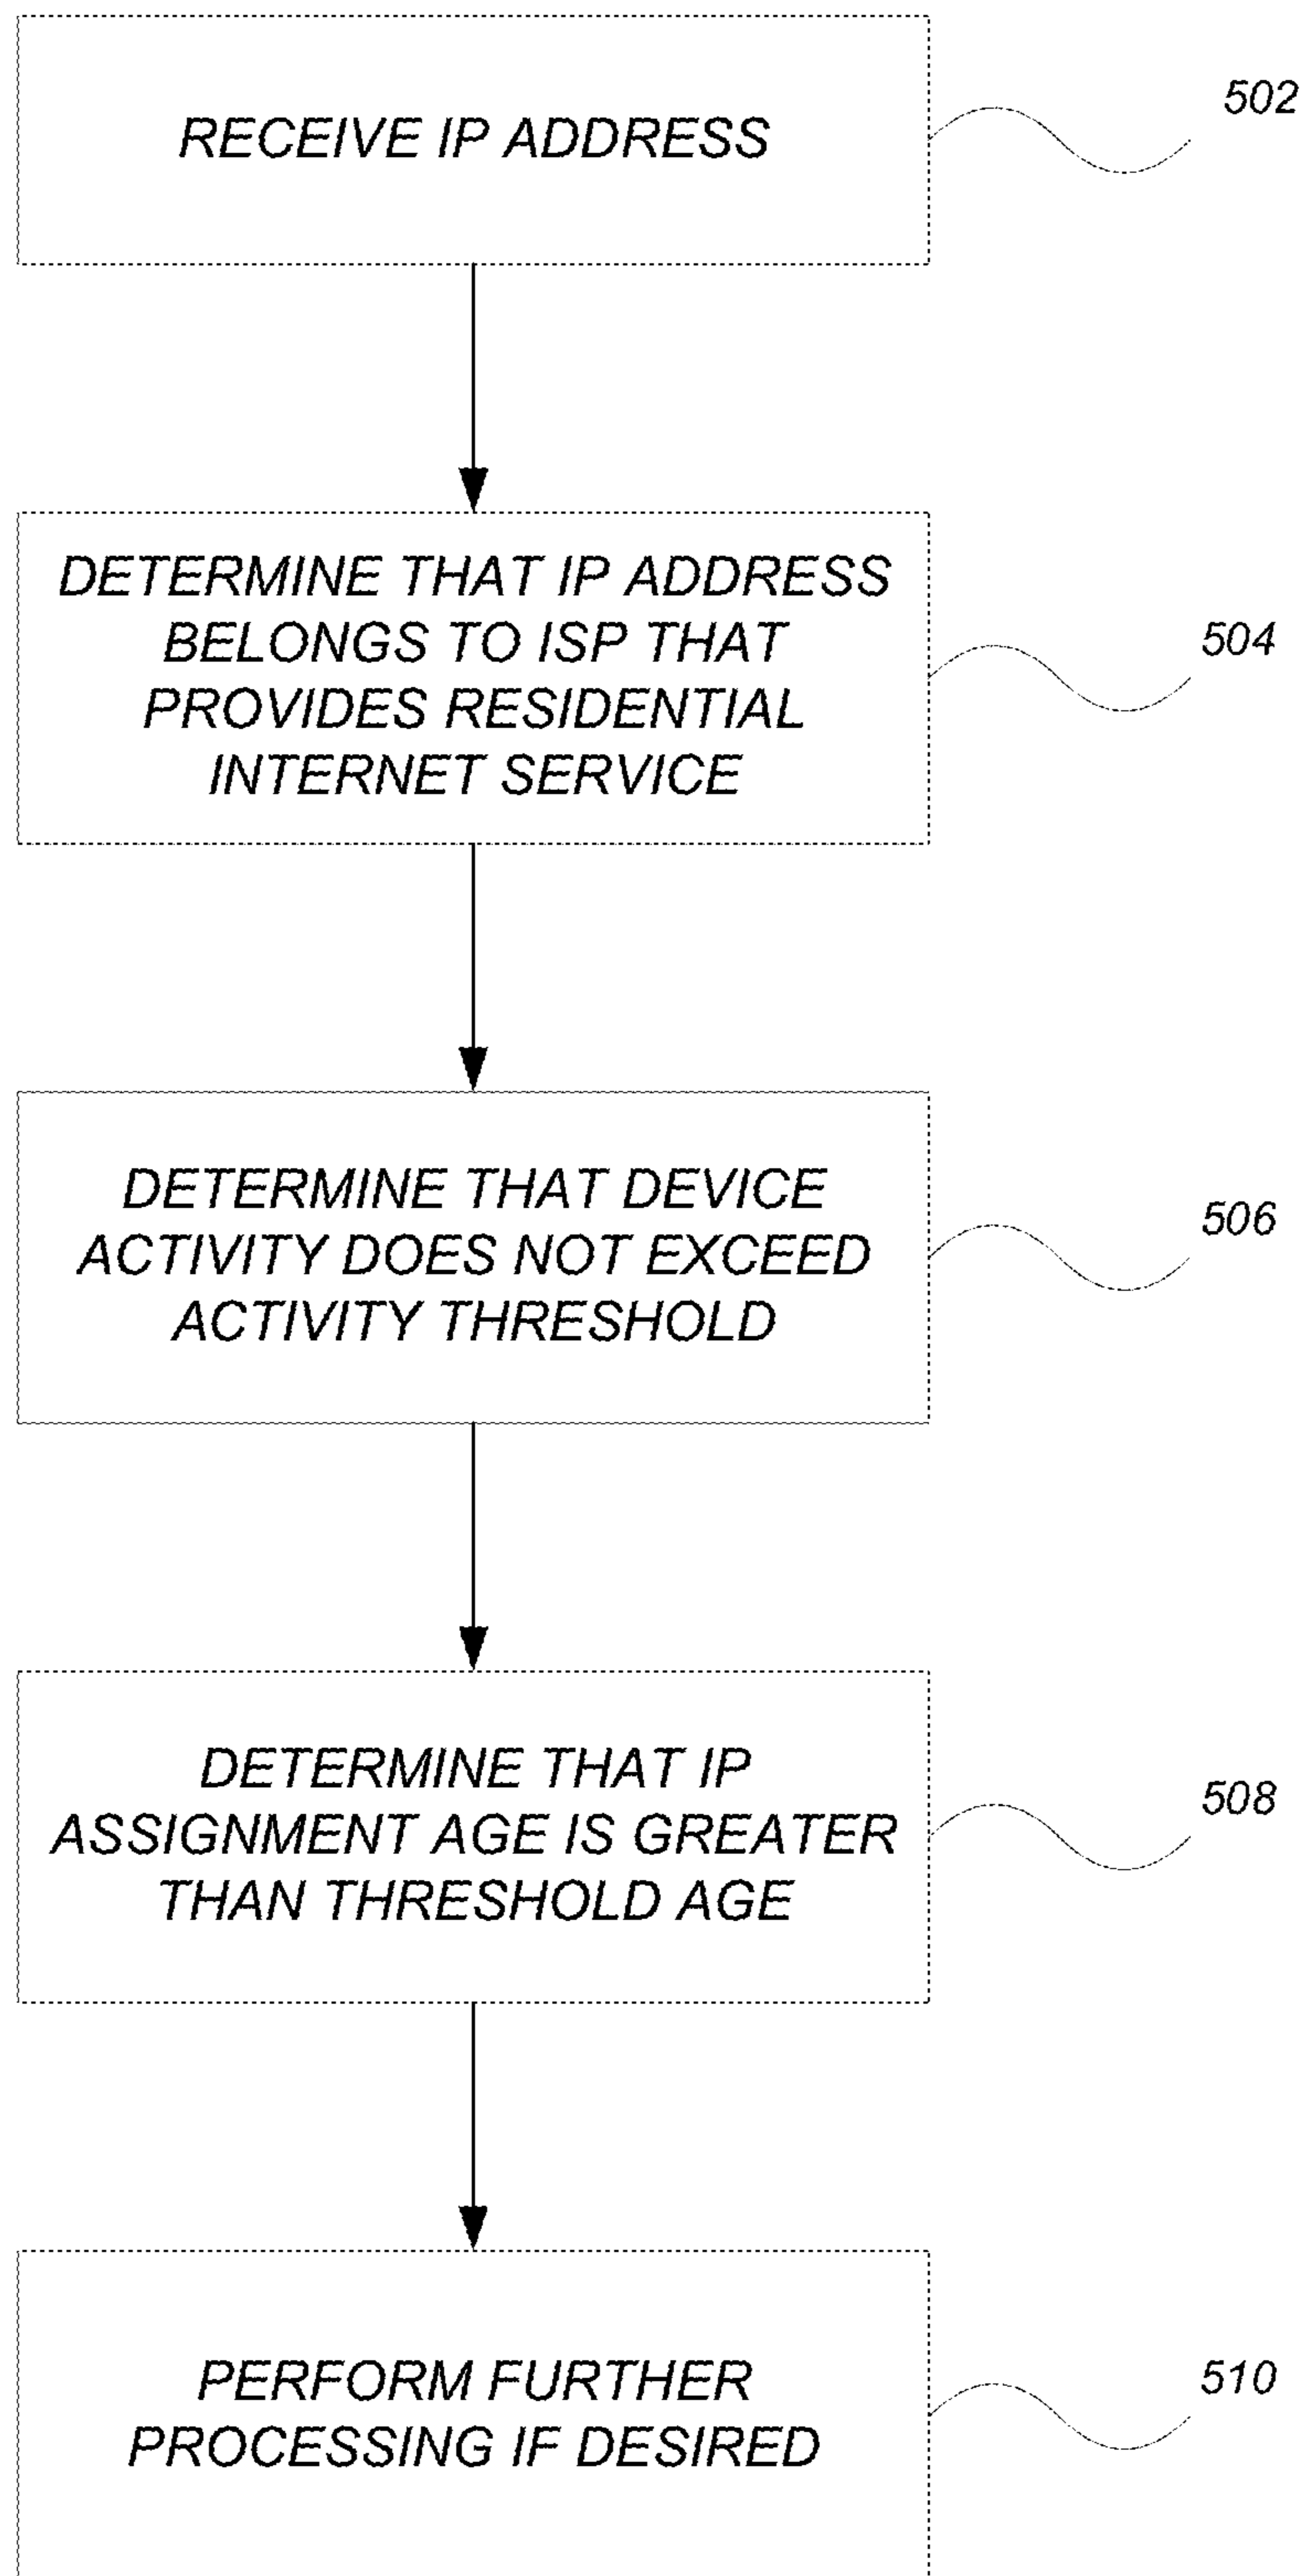 RECEIVE IP ADDRESS
502
DETERMINE THAT IP ADDRESS
BELONGS TO ISP THAT
PROVIDES RESIDENTIAL
INTERNET SERVICE
504
DETERMINE THAT DEVICE
ACTIVITY DOES NOT EXCEED
ACTIVITY THRESHOLD
506
DETERMINE THAT IP
ASSIGNMENT AGE IS GREATER
THAN THRESHOLD AGE
508
PERFORM FURTHER
PROCESSING IF DESIRED
510